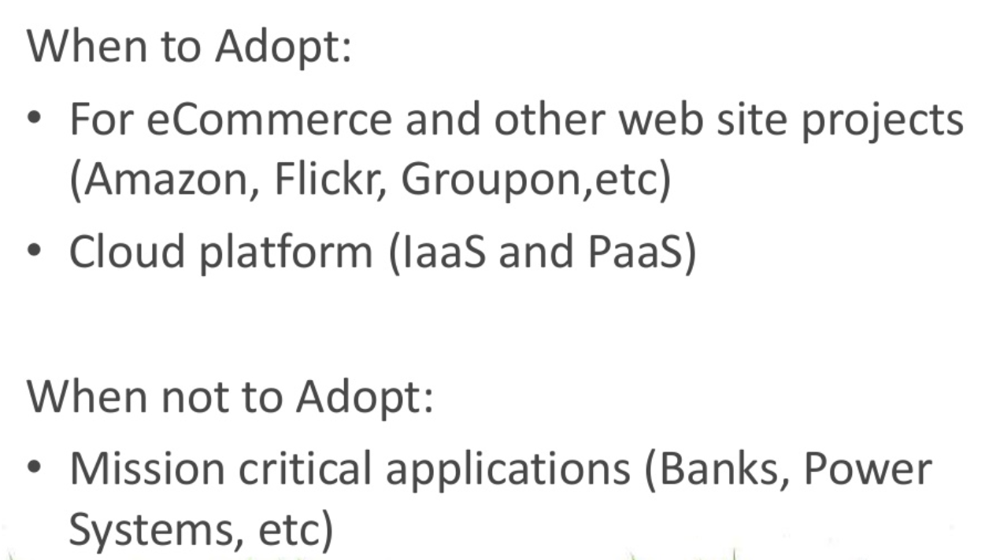 When to Adopt:
• For eCommerce and other web site projects
(Amazon, Flickr, Groupon,etc)
• Cloud platform (IaaS and PaaS)
When not to Adopt:
• Mission critical applications (Banks, Power
Systems, etc)